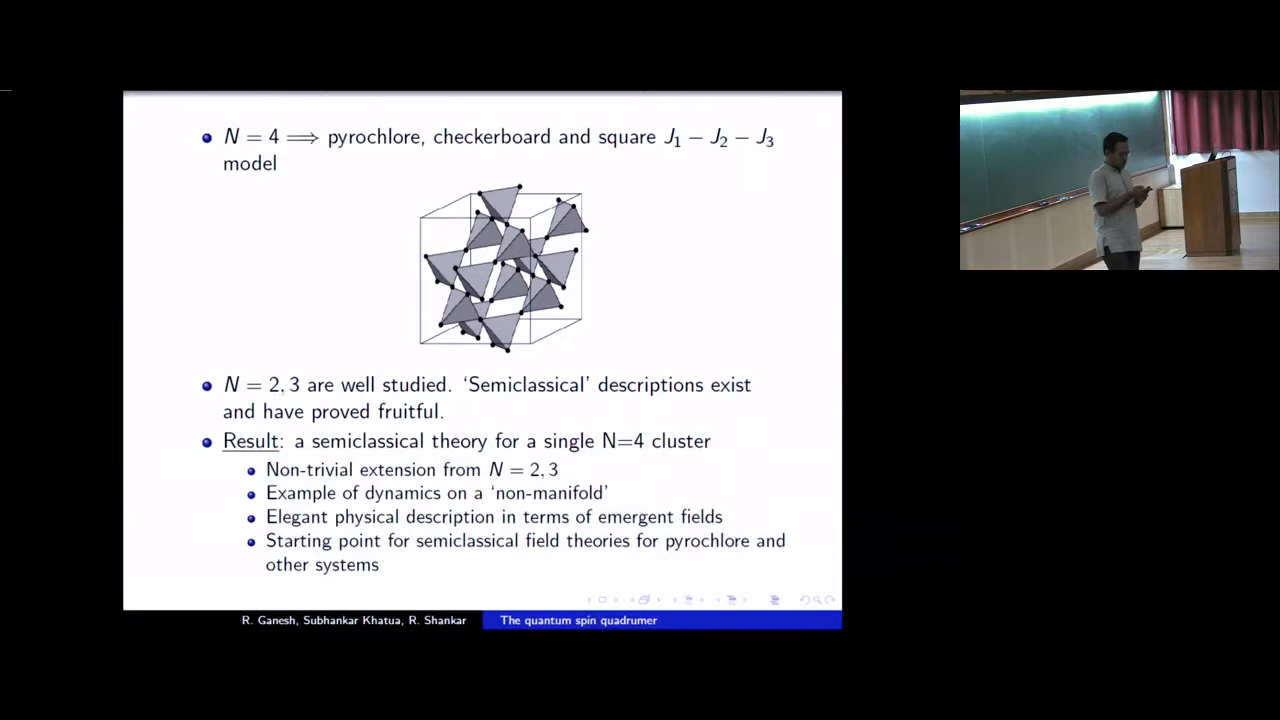 N = 4 ⟹ pyrochlore, checkerboard and square J₁ − J₂ − J₃
model
N = 2, 3 are well studied. ‘Semiclassical’ descriptions exist
and have proved fruitful.
Result: a semiclassical theory for a single N=4 cluster
Non-trivial extension from N = 2, 3
Example of dynamics on a ‘non-manifold’
Elegant physical description in terms of emergent fields
Starting point for semiclassical field theories for pyrochlore and
other systems
R. Ganesh, Subhankar Khatua, R. Shankar
The quantum spin quadrumer